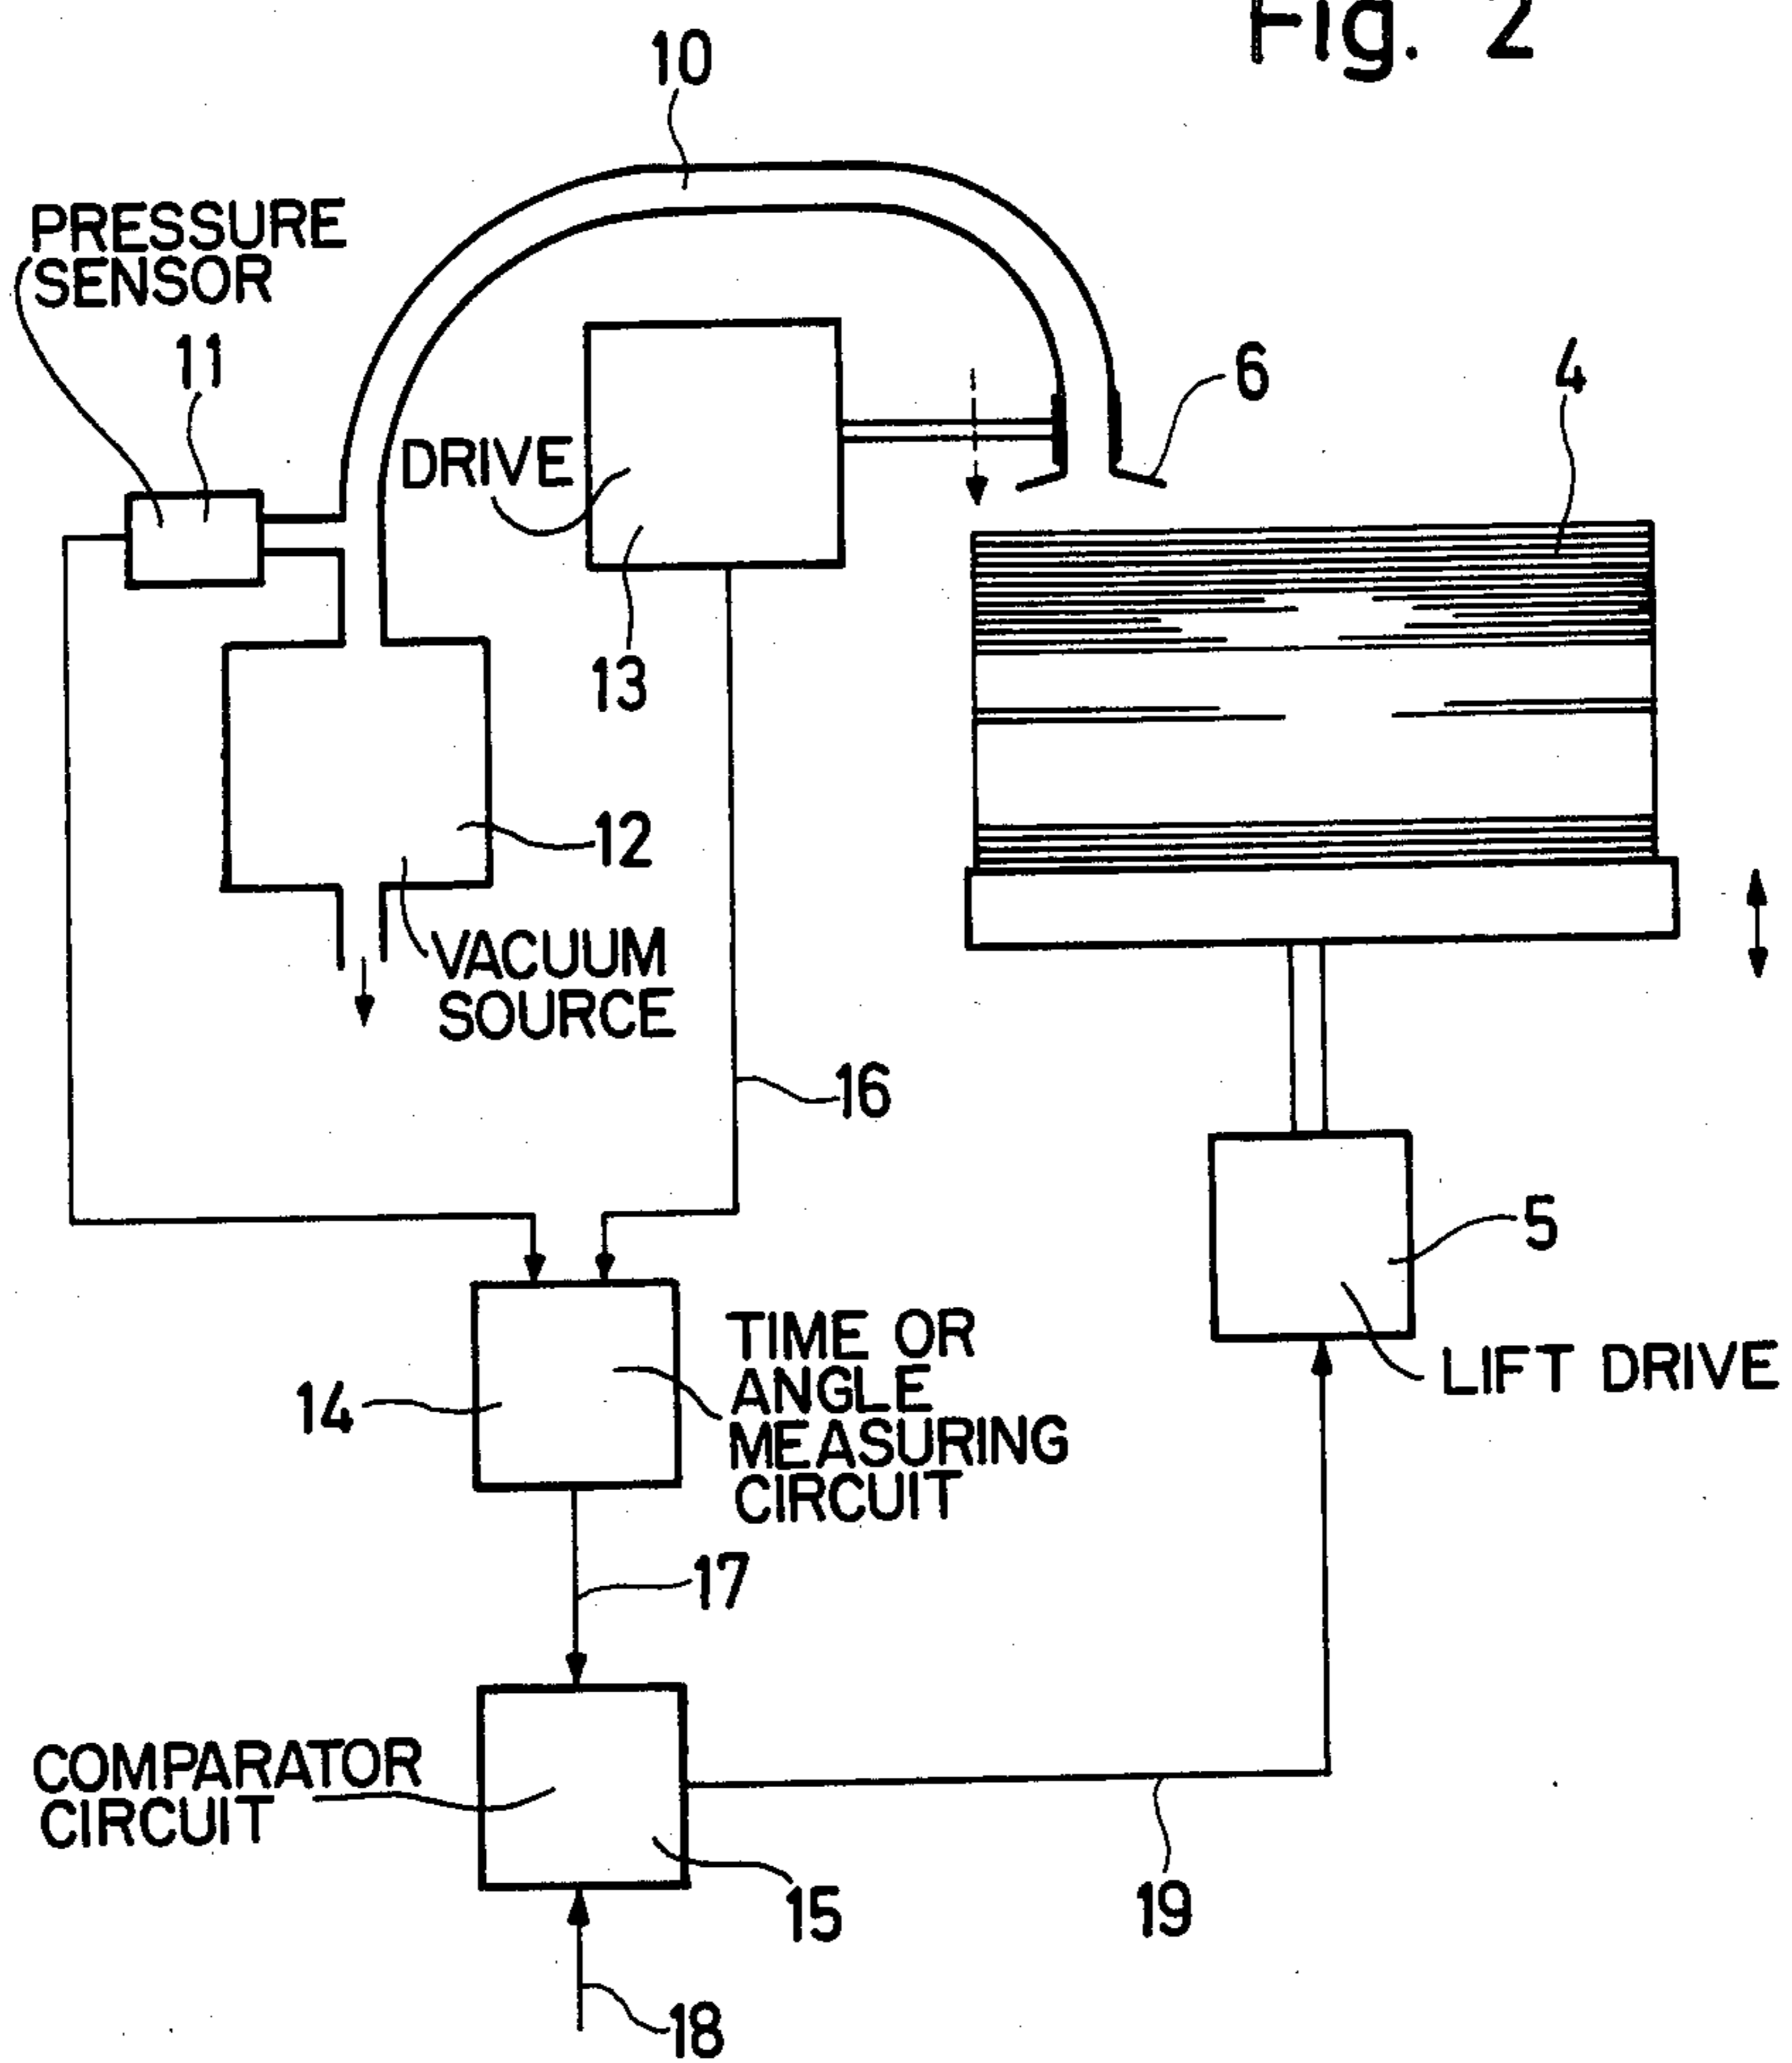 Fig. 2
10
PRESSURE
SENSOR
11
6
4
DRIVE
13
12
VACUUM
SOURCE
16
5
LIFT DRIVE
TIME OR
ANGLE
MEASURING
CIRCUIT
14
17
COMPARATOR
CIRCUIT
15
19
18